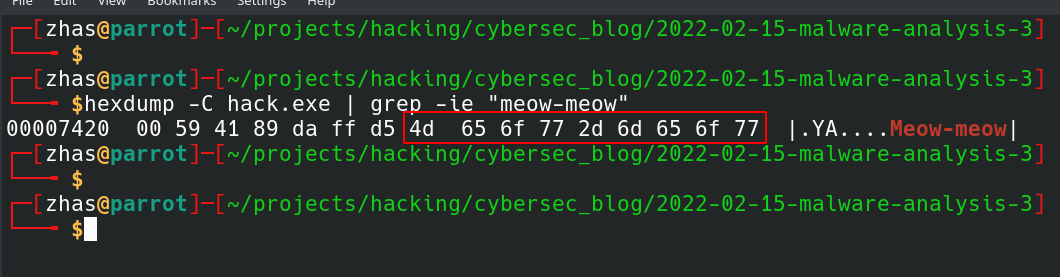 File Edit View Bookmarks Settings Help
┌─[zhas@parrot]─[~/projects/hacking/cybersec_blog/2022-02-15-malware-analysis-3]
└──╼ $
┌─[zhas@parrot]─[~/projects/hacking/cybersec_blog/2022-02-15-malware-analysis-3]
└──╼ $hexdump -C hack.exe | grep -ie "meow-meow"
00007420  00 59 41 89 da ff d5 4d  65 6f 77 2d 6d 65 6f 77  |.YA....Meow-meow|
┌─[zhas@parrot]─[~/projects/hacking/cybersec_blog/2022-02-15-malware-analysis-3]
└──╼ $
┌─[zhas@parrot]─[~/projects/hacking/cybersec_blog/2022-02-15-malware-analysis-3]
└──╼ $